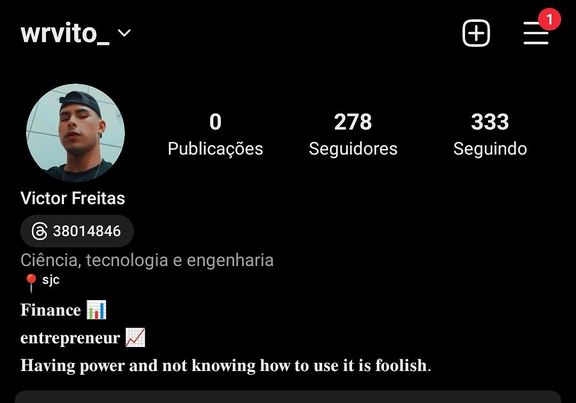 wrvito_
1
0 278 333
Publicações Seguidores Seguindo
Victor Freitas
38014846
Ciência, tecnologia e engenharia
📍 sjc
Finance 📊
entrepreneur 📈
Having power and not knowing how to use it is foolish.